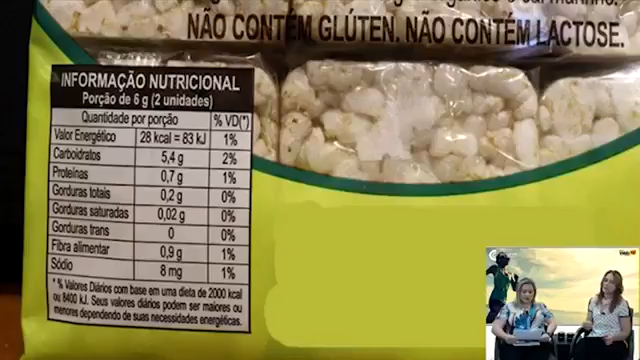 NÃO CONTÉM GLÚTEN. NÃO CONTÉM LACTOSE.
INFORMAÇÃO NUTRICIONAL
Porção de 6 g (2 unidades)
Quantidade por porção % VD(*)
Valor Energético 28 kcal = 83 kJ 1%
Carboidratos 5,4 g 2%
Proteínas 0,7 g 1%
Gorduras totais 0,2 g 0%
Gorduras saturadas 0,02 g 0%
Gorduras trans 0 0%
Fibra alimentar 0,9 g 1%
Sódio 8 mg 1%
* % Valores Diários com base em uma dieta de 2000 kcal
ou 8400 kJ. Seus valores diários podem ser maiores ou
menores dependendo de suas necessidades energéticas.